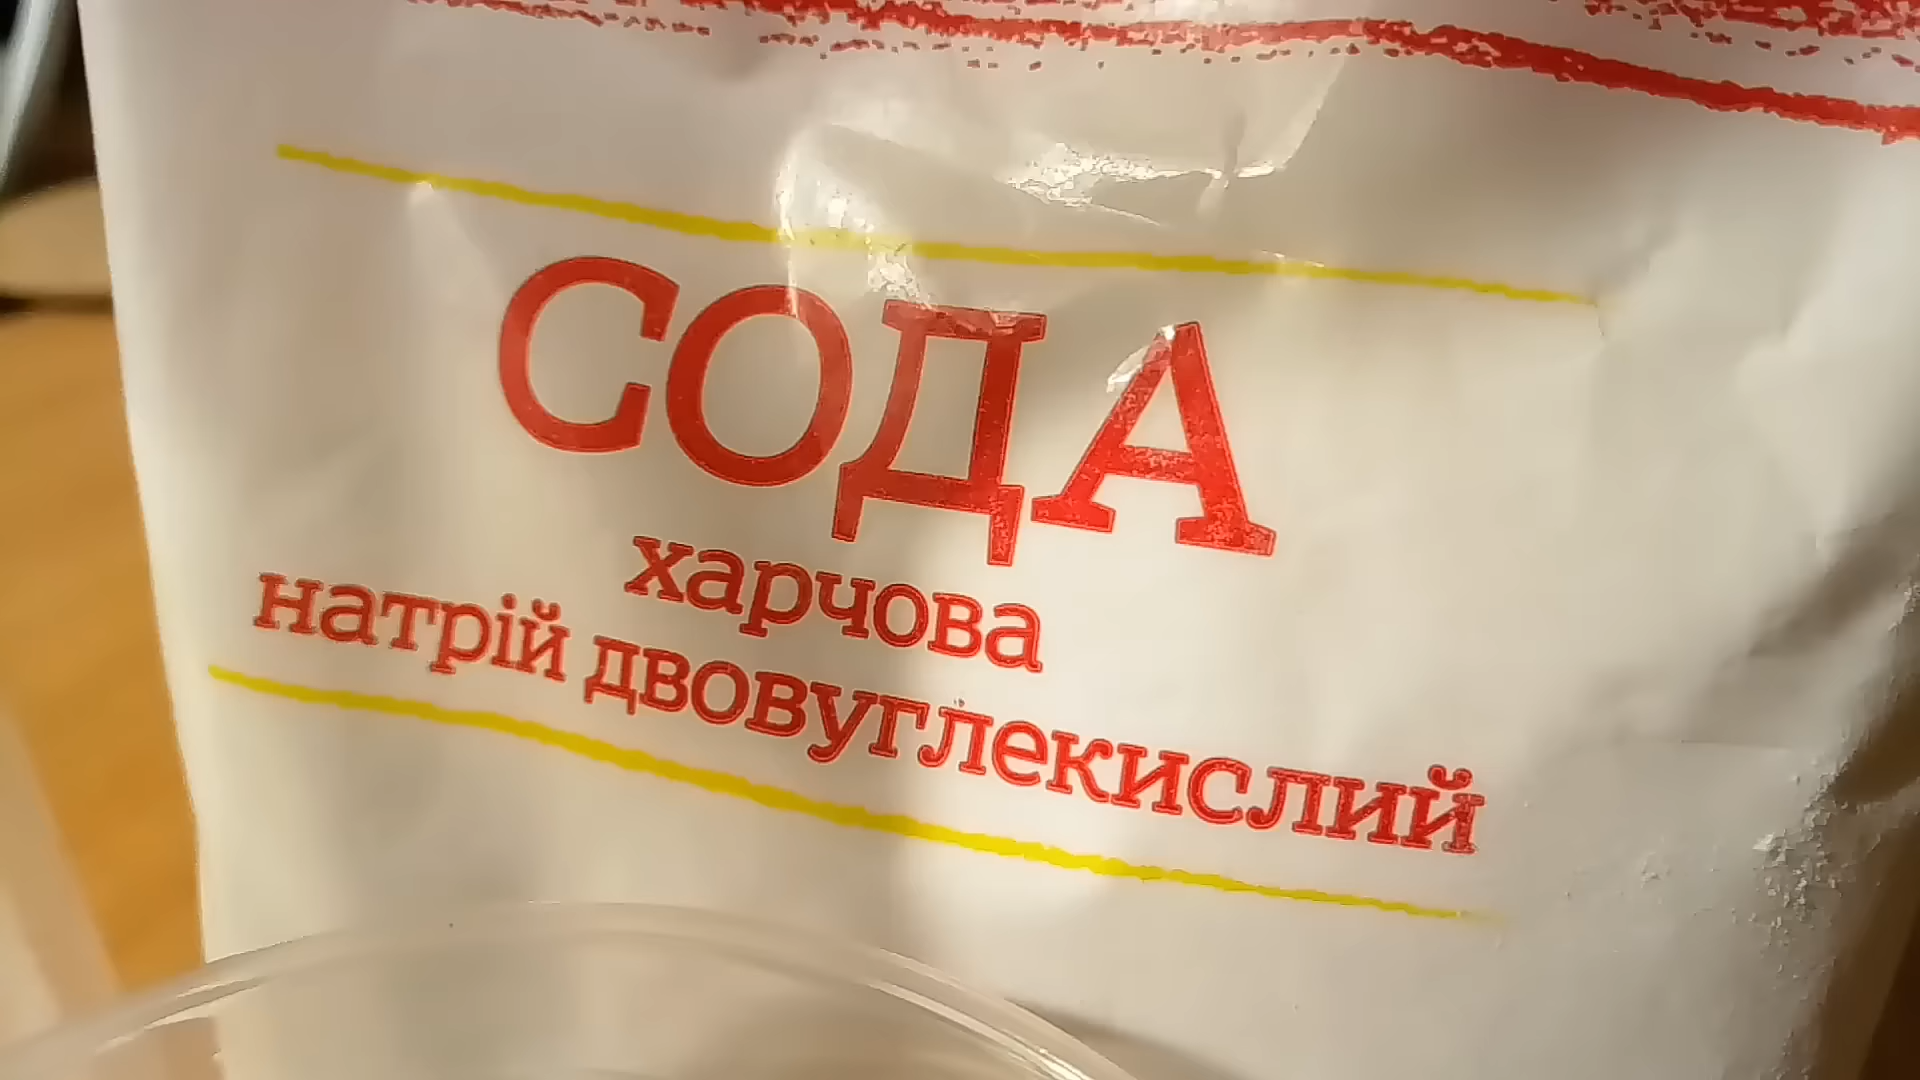 СОДА
харчова
натрій двовуглекислий